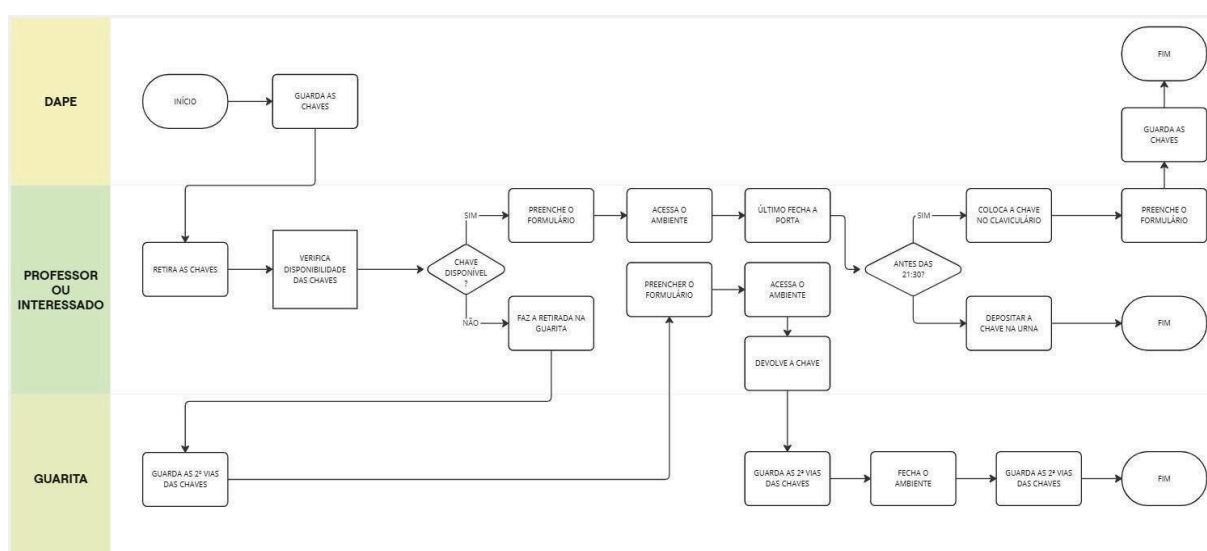 DAPE
INÍCIO
GUARDA AS
CHAVES
FIM
GUARDA AS
CHAVES
PROFESSOR
OU
INTERESSADO
RETIRA AS CHAVES
VERIFICA
DISPONIBILIDADE
DAS CHAVES
CHAVE
DISPONÍVEL
?
SIM
PREENCHE O
FORMULÁRIO
ACESSA O
AMBIENTE
ÚLTIMO FECHA A
PORTA
ANTES DAS
21:30?
SIM
COLOCA A CHAVE
NO CLAVICULÁRIO
PREENCHE O
FORMULÁRIO
DEPOSITAR A
CHAVE NA URNA
FIM
NÃO
FAZ A RETIRADA NA
GUARITA
PREENCHER O
FORMULÁRIO
ACESSA O
AMBIENTE
DEVOLVE A CHAVE
GUARITA
GUARDA AS 2ª VIAS
DAS CHAVES
GUARDA AS 2ª VIAS
DAS CHAVES
FECHA O
AMBIENTE
GUARDA AS 2ª VIAS
DAS CHAVES
FIM